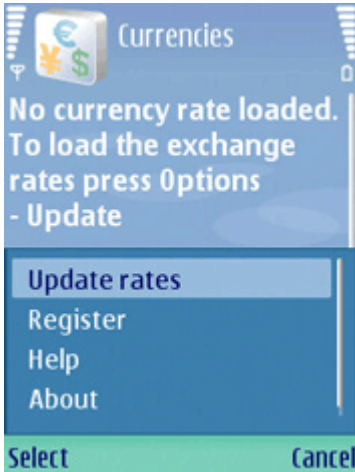 Currencies
No currency rate loaded.
To load the exchange
rates press Options
- Update
Update rates
Register
Help
About
Select Cancel